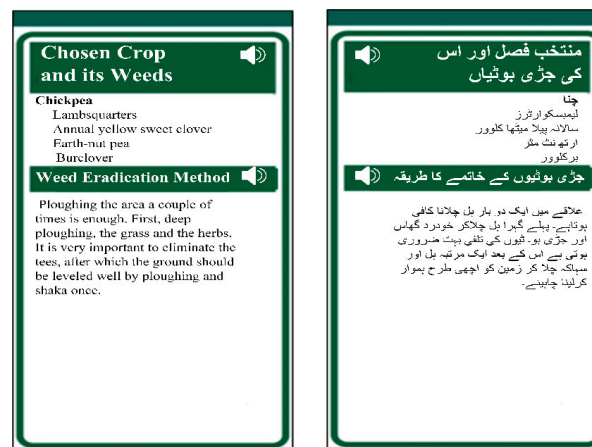 Chosen Crop
and its Weeds
Chickpea
Lambsquarters
Annual yellow sweet clover
Earth-nut pea
Burclover
Weed Eradication Method
Ploughing the area a couple of
times is enough. First, deep
ploughing, the grass and the herbs.
It is very important to eliminate the
tees, after which the ground should
be leveled well by ploughing and
shaka once.
منتخب فصل اور اس
کی جڑی بوٹیاں
چنا
لیمبسکوارٹرز
سالانہ پیلا میٹھا کلوور
ارتھ نٹ مٹر
برکلوور
جڑی بوٹیوں کے خاتمے کا طریقہ
علاقے میں ایک دو بار ہل چلانا کافی
ہوتاہے۔ پہلے گہرا ہل چلاکر خودرد گھاس
اور جڑی بو۔ ٹیوں کی تلفی بہت ضروری
ہوتی ہے اس کے بعد ایک مرتبہ ہل اور
سہاکہ چلا کر زمین کو اچھی طرح ہموار
کرلینا چاہیئے۔